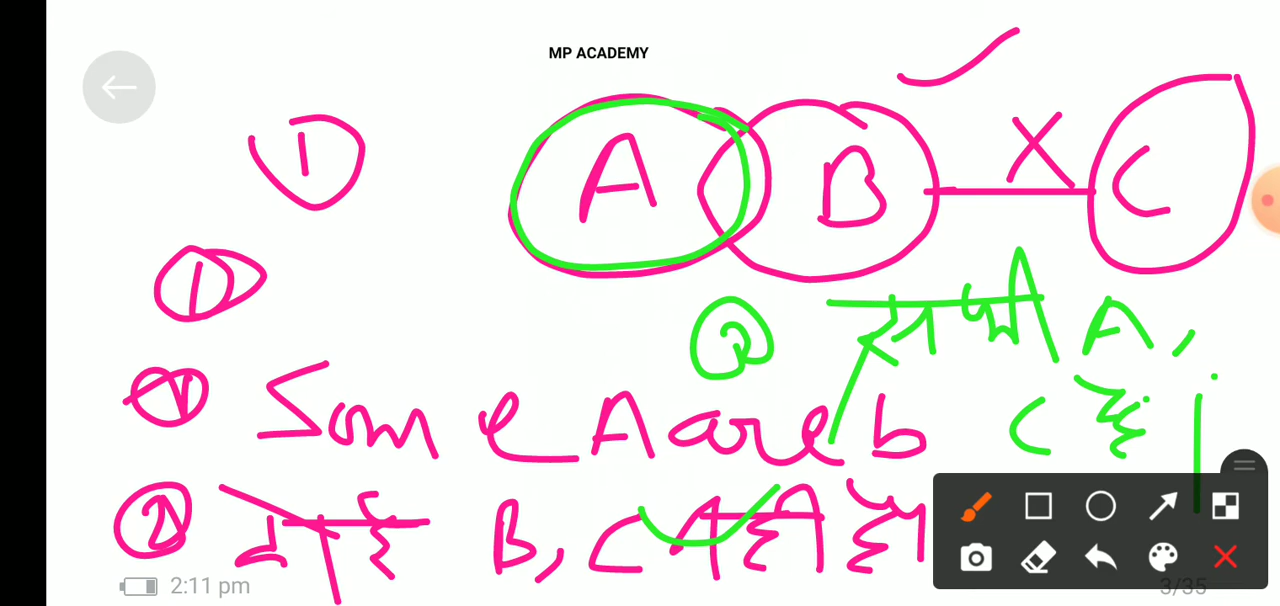 MP ACADEMY
1 A B X C
1
2 सभी A,
1 Some A are b C हैं।
2 कोई B, C नहीं है
2:11 pm 3/35